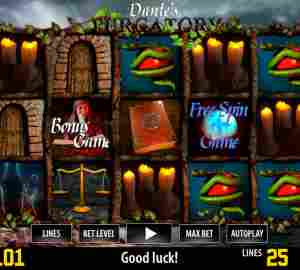 Dante's
PURGATORY
Bonus
Game
Free Spin
Game
LINES
BET LEVEL
MAX BET
AUTOPLAY
.01
Good luck!
LINES 25